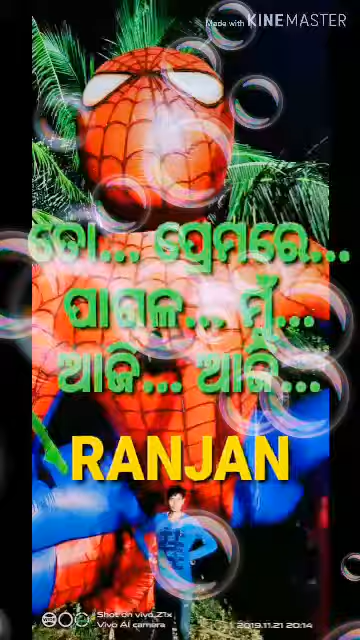 Made with KINEMASTER
ତୋ... ପ୍ରେମରେ...
ପାଗଳ... ମୁଁ...
ଆଜି... ଆଜି...
RANJAN
Shot on vivo Z1x
Vivo AI camera
2019.11.21 20:14